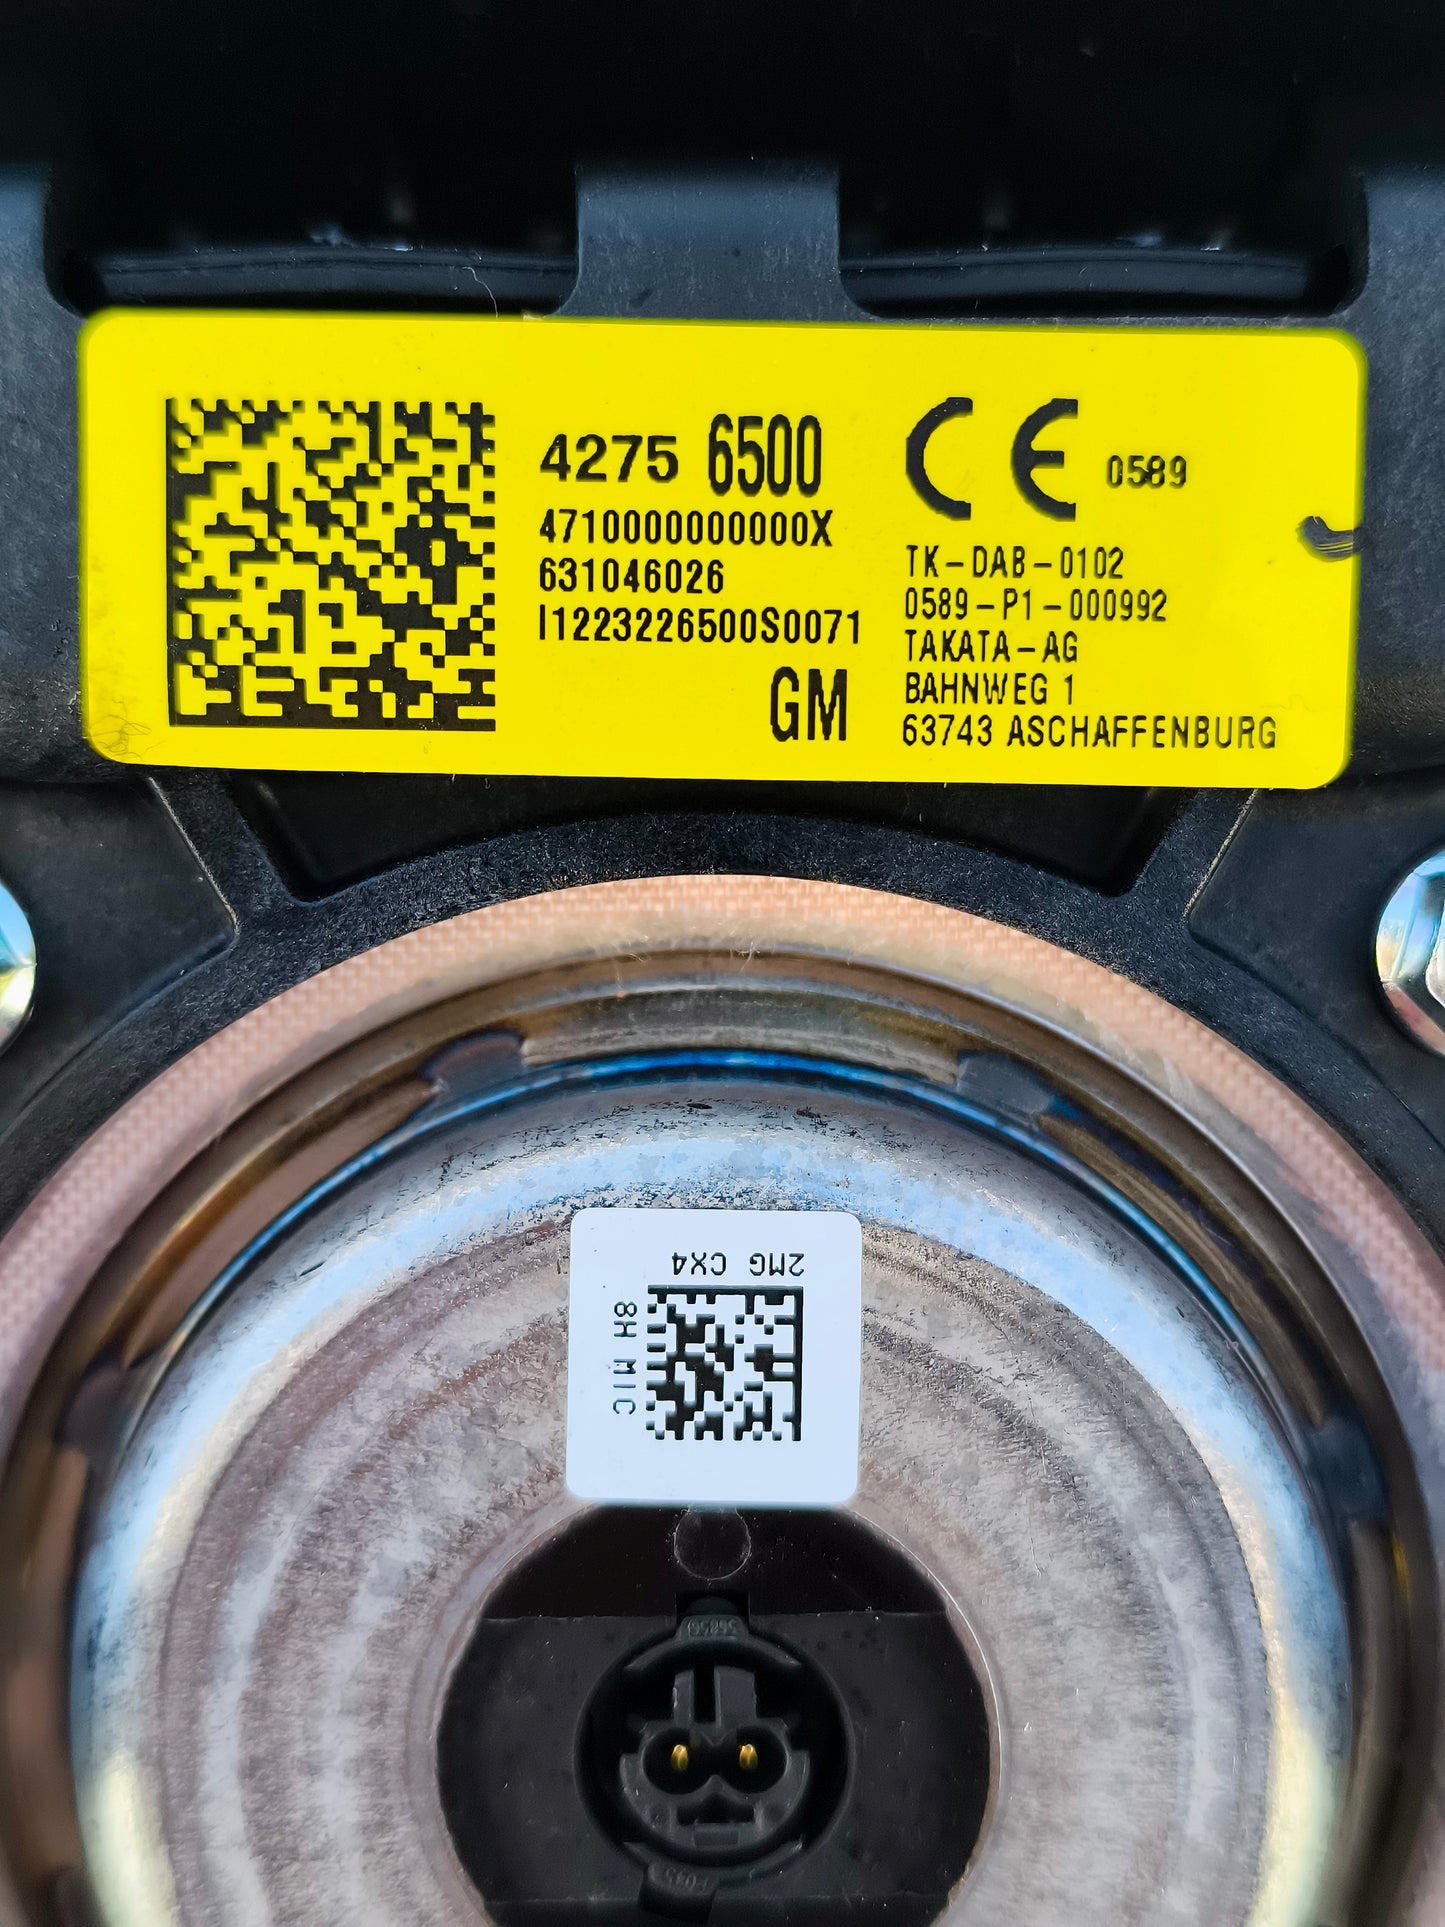 4275 6500
4710000000000X
631046026
I1223226500S0071
GM
CE 0589
TK-DAB-0102
0589-P1-000992
TAKATA-AG
BAHNWEG 1
63743 ASCHAFFENBURG
2MG CX4
8H MIC